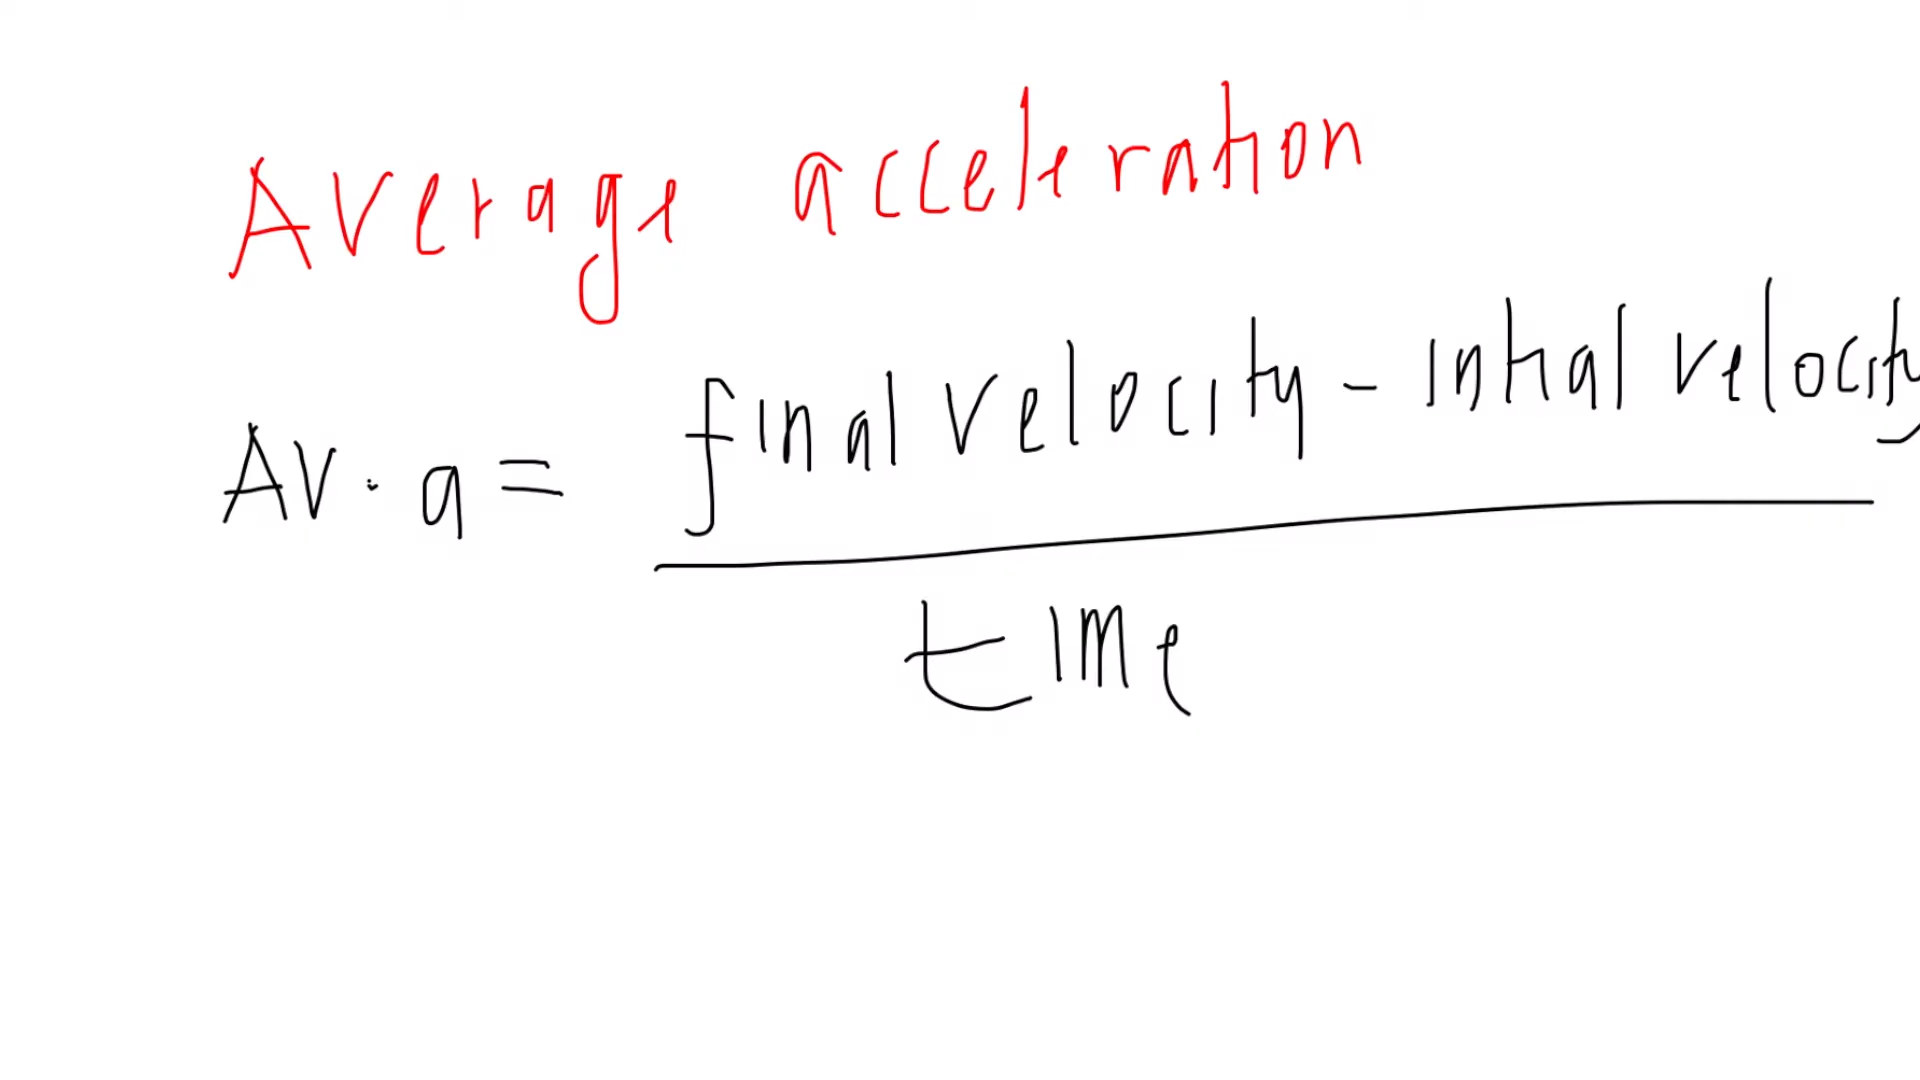 Average acceleration
final velocity - initial velocity
Av. a =
time